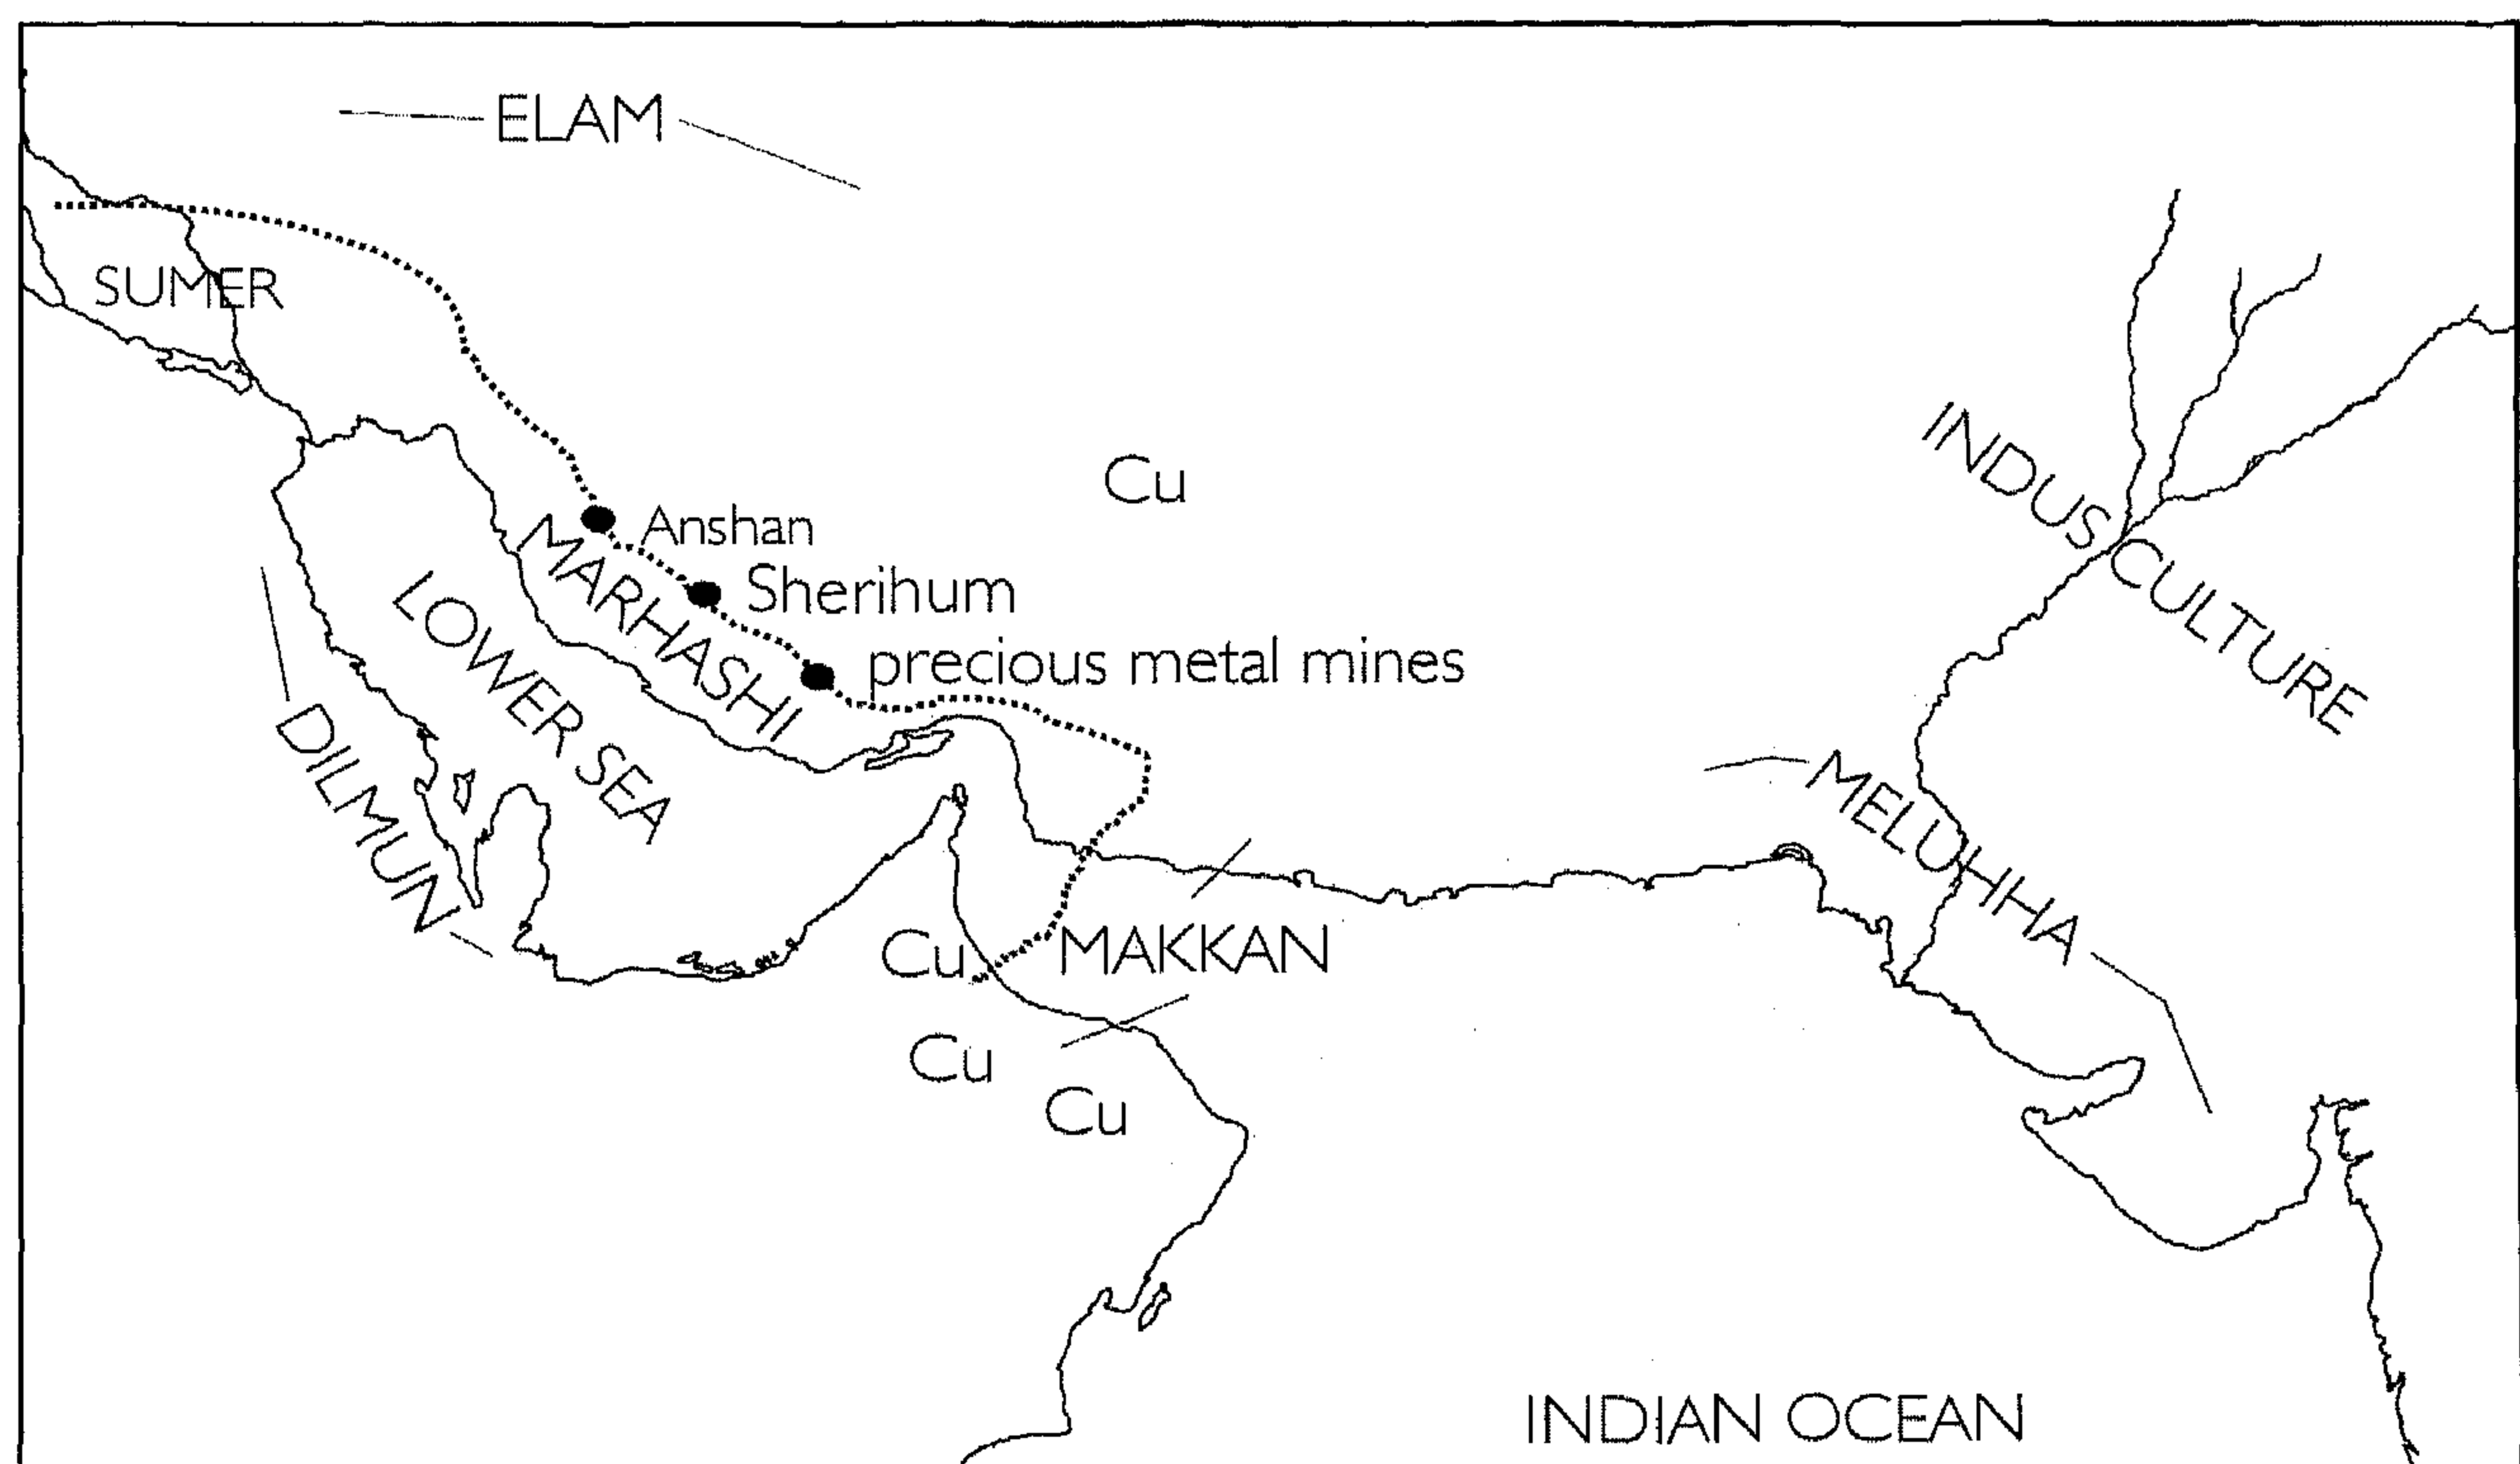 ELAM
SUMER
Cu
INDUS CULTURE
Anshan
Sherihum
MARHASHI
LOWER SEA
precious metal mines
DILMUN
MELUHHA
Cu
MAKKAN
Cu
Cu
INDIAN OCEAN